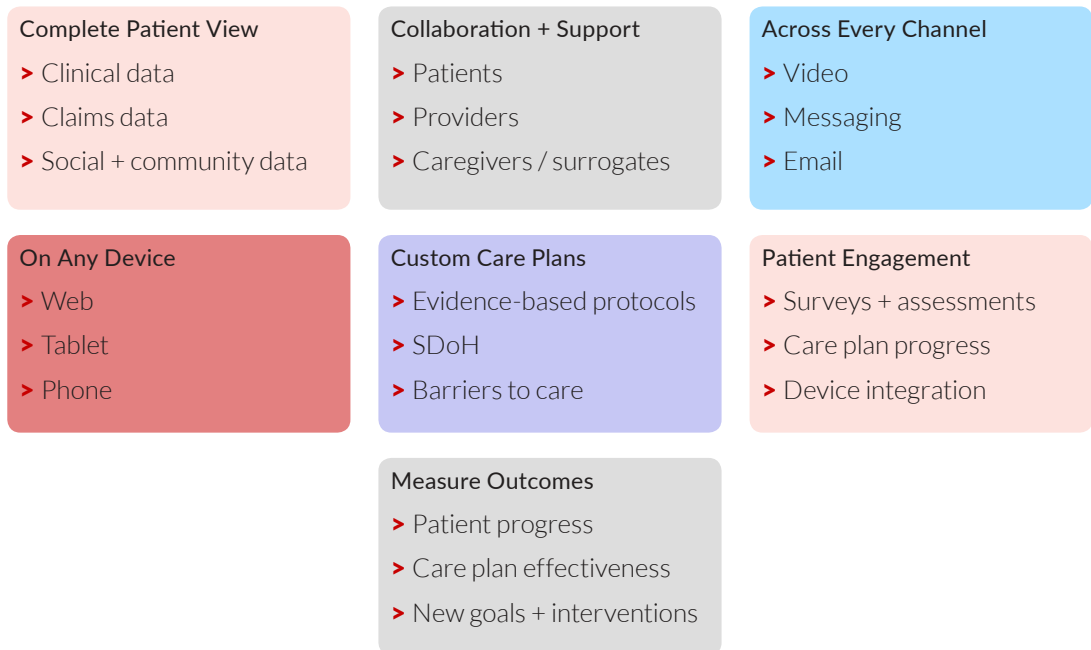 Complete Patient View
> Clinical data
> Claims data
> Social + community data
Collaboration + Support
> Patients
> Providers
> Caregivers / surrogates
Across Every Channel
> Video
> Messaging
> Email
On Any Device
> Web
> Tablet
> Phone
Custom Care Plans
> Evidence-based protocols
> SDoH
> Barriers to care
Patient Engagement
> Surveys + assessments
> Care plan progress
> Device integration
Measure Outcomes
> Patient progress
> Care plan effectiveness
> New goals + interventions